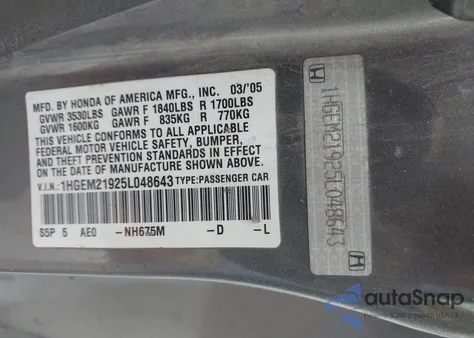 MFD. BY HONDA OF AMERICA MFG., INC. 03/'05
GVWR 3530LBS GAWR F 1840LBS R 1700LBS
GVWR 1600KG GAWR F 835KG R 770KG
THIS VEHICLE CONFORMS TO ALL APPLICABLE
FEDERAL MOTOR VEHICLE SAFETY, BUMPER,
AND THEFT PREVENTION STANDARDS IN EFFECT
ON THE DATE OF MANUFACTURE SHOWN ABOVE.
V.I.N.: 1HGEM21925L048643 TYPE: PASSENGER CAR
S5P 5 AE0 -NH675M -D -L
1HGEM21925L048643
autoSnap